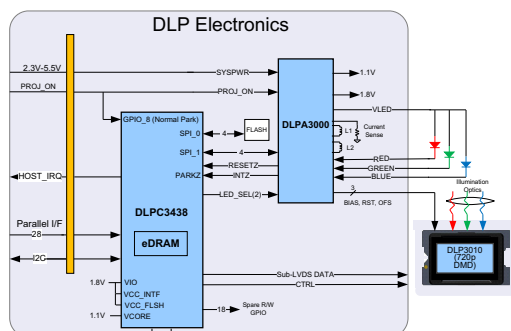 DLP Electronics
2.3V-5.5V
SYSPWR
1.1V
PROJ_ON
PROJ_ON
1.8V
GPIO_8 (Normal Park)
VLED
SPI_0
4
FLASH
DLPA3000
L1
Current
Sense
SPI_1
4
L2
RED
RESETZ
GREEN
HOST_IRQ
PARKZ
INTZ
BLUE
DLPC3438
LED_SEL(2)
3
BIAS, RST, OFS
Illumination
Optics
Parallel I/F
28
eDRAM
DLP3010
(720p
DMD)
I2C
Sub-LVDS DATA
1.8V
VIO
CTRL
VCC_INTF
VCC_FLSH
18
Spare R/W
GPIO
1.1V
VCORE